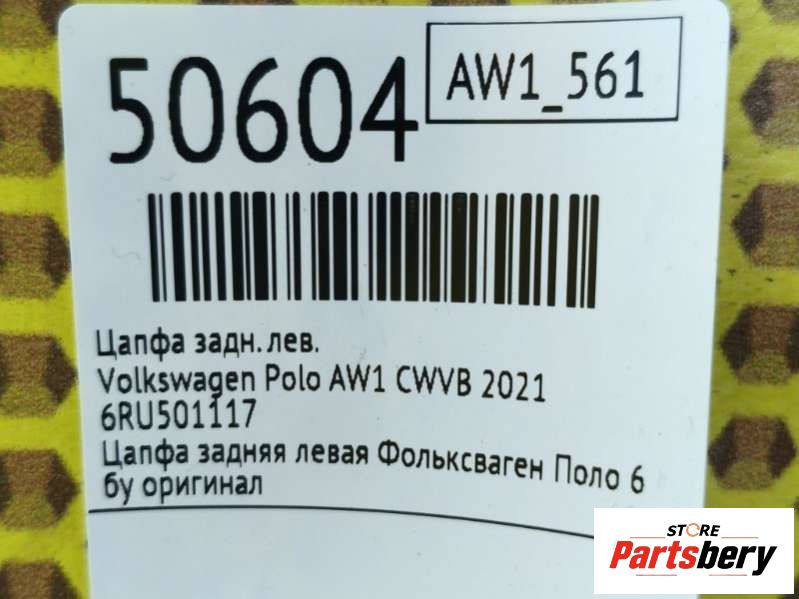 50604
AW1_561
Цапфа задн. лев.
Volkswagen Polo AW1 CWVB 2021
6RU501117
Цапфа задняя левая Фольксваген Поло 6
бу оригинал
STORE
Partsbery